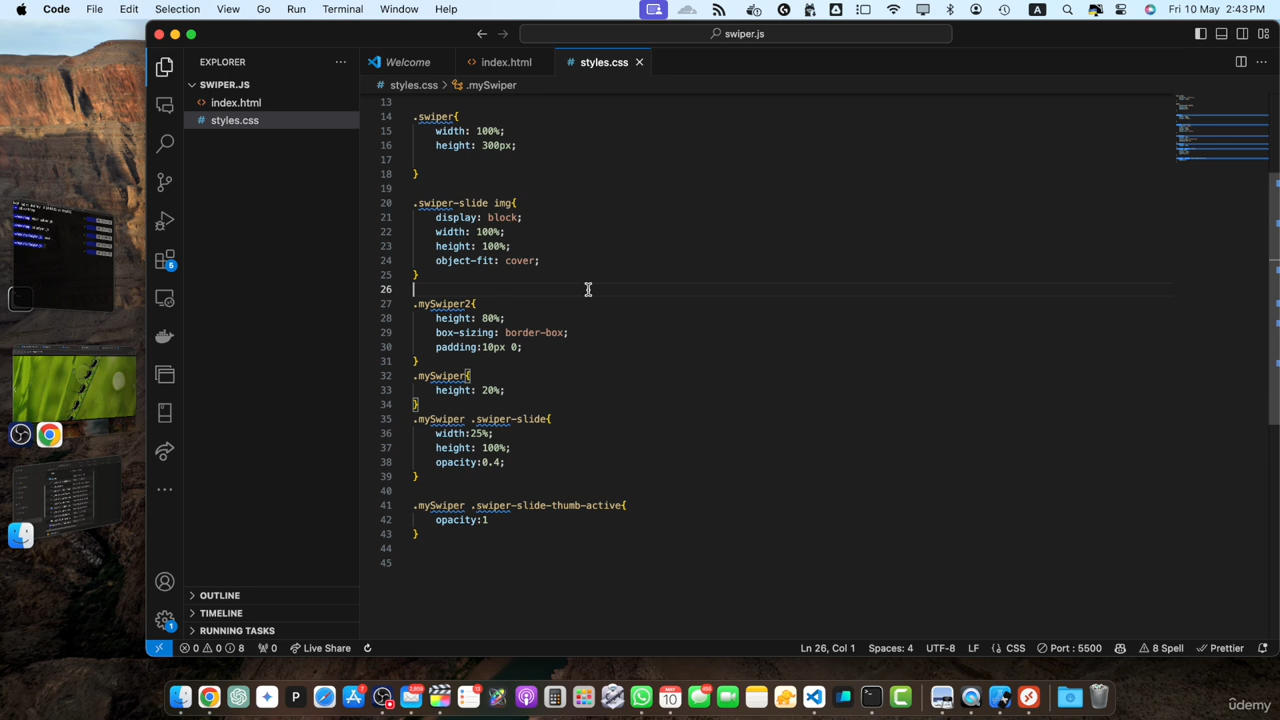 Code File Edit Selection View Go Run Terminal Window Help A Fri 10 May 2:43 PM
swiper.js
EXPLORER
Welcome
index.html
styles.css
SWIPER.JS
styles.css > .mySwiper
index.html
styles.css
13
14 .swiper{
15 width: 100%;
16 height: 300px;
17
18 }
19
20 .swiper-slide img{
21 display: block;
22 width: 100%;
23 height: 100%;
24 object-fit: cover;
25 }
26
27 .mySwiper2{
28 height: 80%;
29 box-sizing: border-box;
30 padding:10px 0;
31 }
32 .mySwiper{
33 height: 20%;
34 }
35 .mySwiper .swiper-slide{
36 width:25%;
37 height: 100%;
38 opacity:0.4;
39 }
40
41 .mySwiper .swiper-slide-thumb-active{
42 opacity:1
43 }
44
45
5
OUTLINE
TIMELINE
RUNNING TASKS
1
0 0 8 0 Live Share Ln 26, Col 1 Spaces: 4 UTF-8 LF {} CSS Port : 5500 8 Spell Prettier
ûdemy